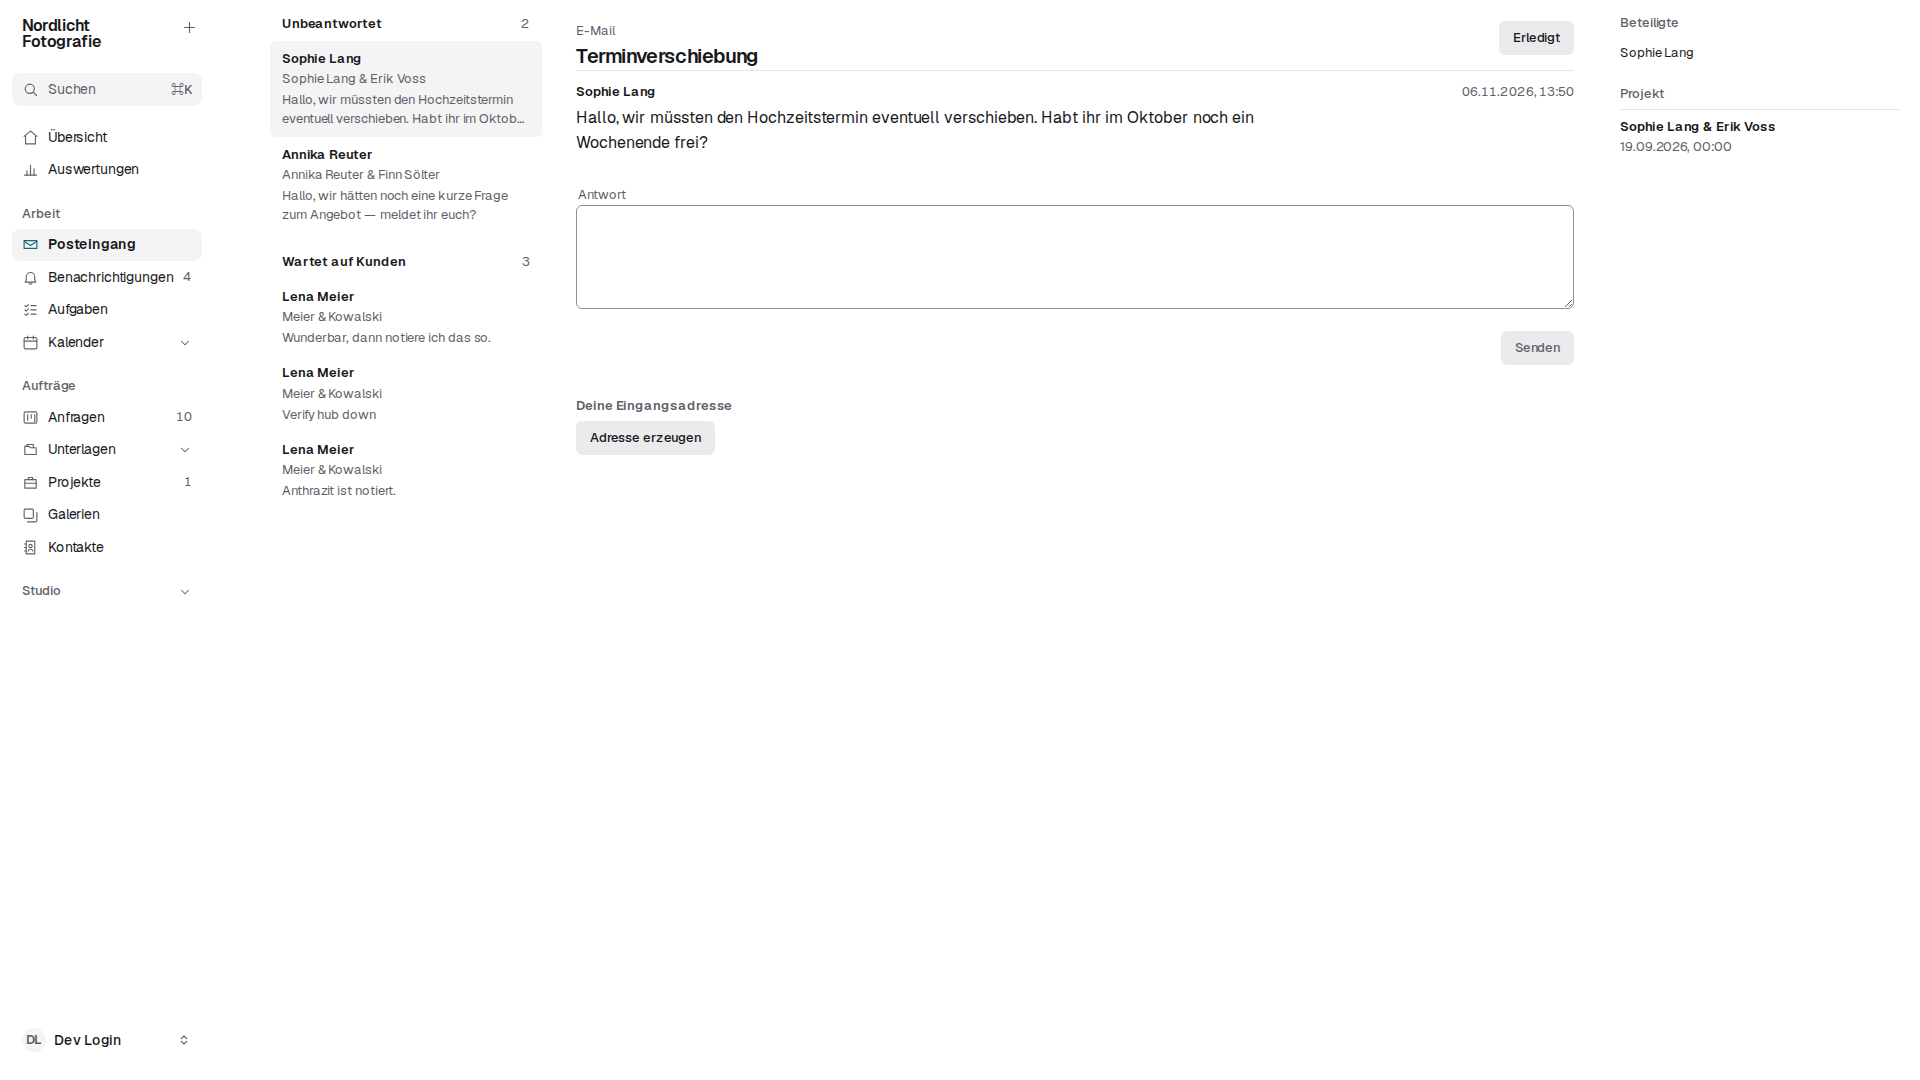 Nordlicht
Fotografie
Suchen ⌘K
Übersicht
Auswertungen
Arbeit
Posteingang
Benachrichtigungen 4
Aufgaben
Kalender
Aufträge
Anfragen 10
Unterlagen
Projekte 1
Galerien
Kontakte
Studio
DL Dev Login
Unbeantwortet 2
Sophie Lang
Sophie Lang & Erik Voss
Hallo, wir müssten den Hochzeitstermin
eventuell verschieben. Habt ihr im Oktob…
Annika Reuter
Annika Reuter & Finn Sölter
Hallo, wir hätten noch eine kurze Frage
zum Angebot — meldet ihr euch?
Wartet auf Kunden 3
Lena Meier
Meier & Kowalski
Wunderbar, dann notiere ich das so.
Lena Meier
Meier & Kowalski
Verify hub down
Lena Meier
Meier & Kowalski
Anthrazit ist notiert.
E-Mail
Terminverschiebung
Erledigt
Sophie Lang 06.11.2026, 13:50
Hallo, wir müssten den Hochzeitstermin eventuell verschieben. Habt ihr im Oktober noch ein
Wochenende frei?
Antwort
Senden
Deine Eingangsadresse
Adresse erzeugen
Beteiligte
Sophie Lang
Projekt
Sophie Lang & Erik Voss
19.09.2026, 00:00